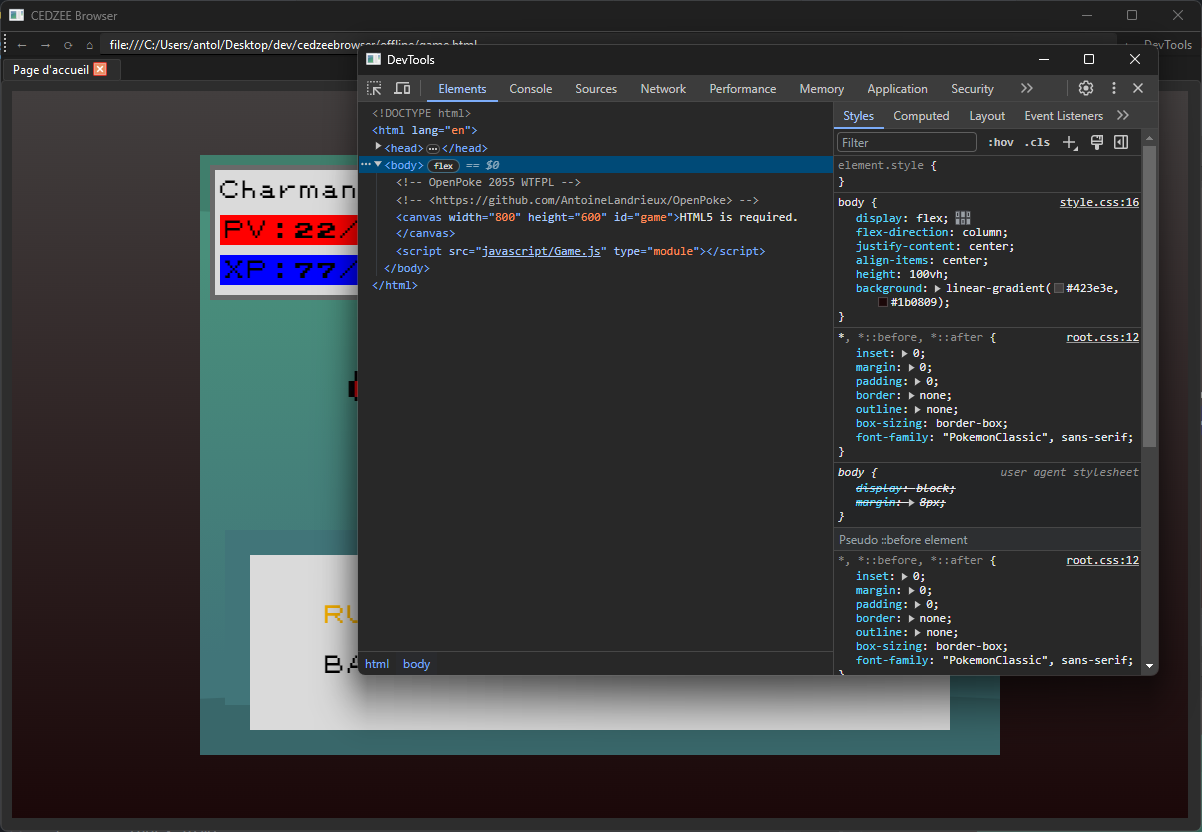 CEDZEE Browser
file:///C:/Users/antol/Desktop/dev/cedzeebrowser/offline/game.html
DevTools
Page d'accueil
Charman
PV:22/
XP:77/
RU
BA
DevTools
Elements Console Sources Network Performance Memory Application Security
<!DOCTYPE html>
<html lang="en">
<head> … </head>
<body> flex == $0
<!-- OpenPoke 2055 WTFPL -->
<!-- <https://github.com/AntoineLandrieux/OpenPoke> -->
<canvas width="800" height="600" id="game">HTML5 is required.
</canvas>
<script src="javascript/Game.js" type="module"></script>
</body>
</html>
html body
Styles Computed Layout Event Listeners
Filter :hov .cls
element.style {
}
body { style.css:16
display: flex;
flex-direction: column;
justify-content: center;
align-items: center;
height: 100vh;
background: linear-gradient( #423e3e,
#1b0809);
}
*, *::before, *::after { root.css:12
inset: 0;
margin: 0;
padding: 0;
border: none;
outline: none;
box-sizing: border-box;
font-family: "PokemonClassic", sans-serif;
}
body { user agent stylesheet
display: block;
margin: 8px;
}
Pseudo ::before element
*, *::before, *::after { root.css:12
inset: 0;
margin: 0;
padding: 0;
border: none;
outline: none;
box-sizing: border-box;
font-family: "PokemonClassic", sans-serif;
}